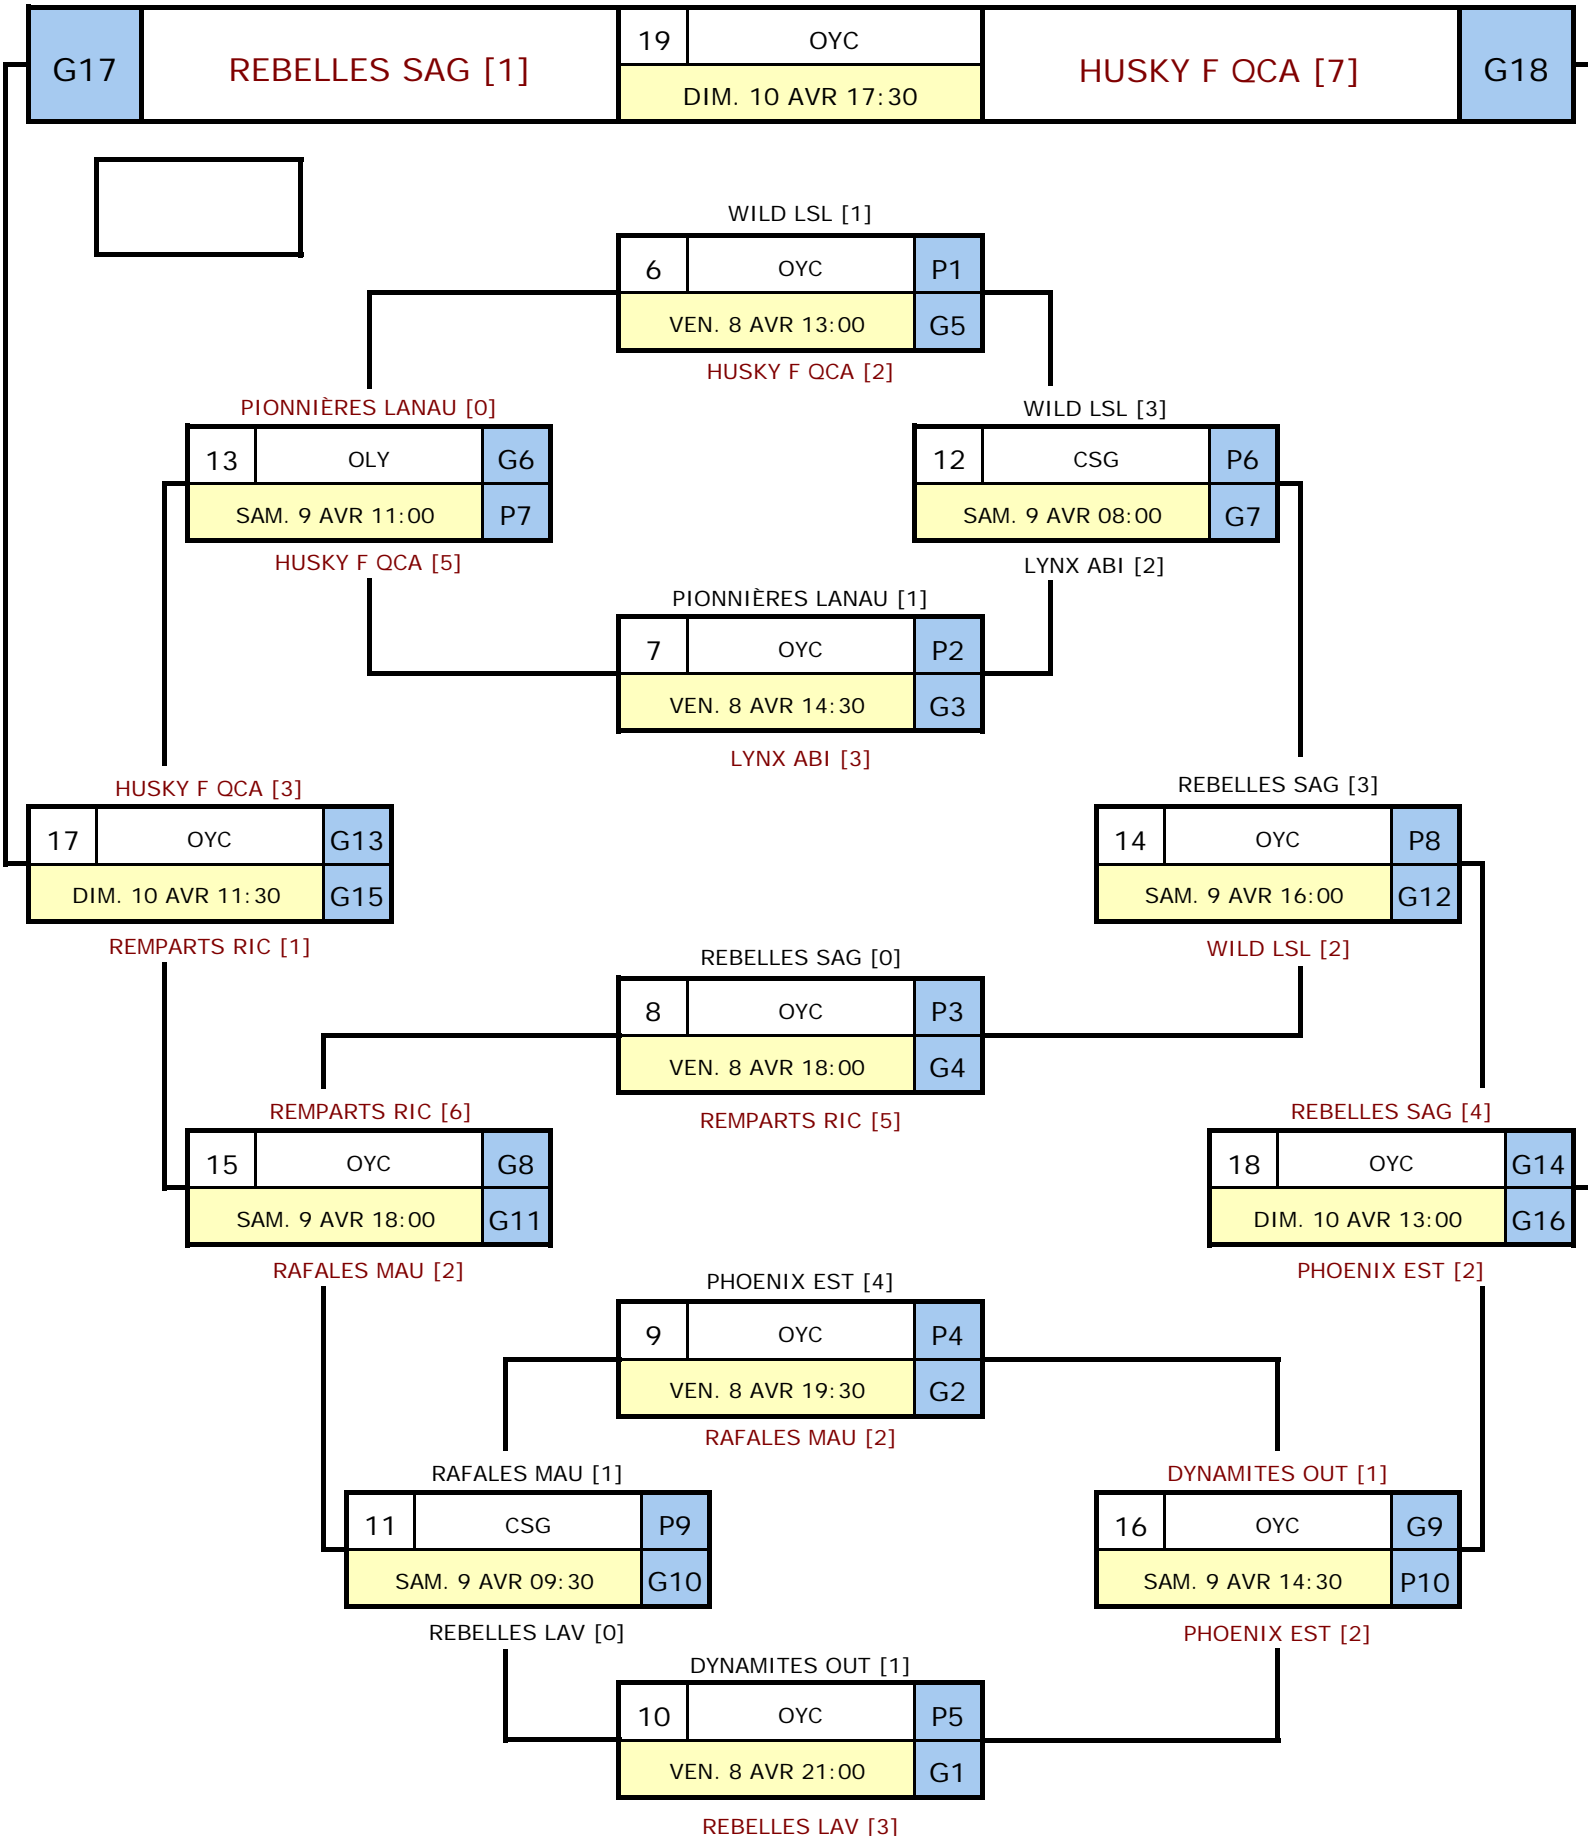 G17 REBELLES SAG [1] 19 OYC HUSKY F QCA [7] G18
DIM. 10 AVR 17:30
WILD LSL [1]
6 OYC P1
VEN. 8 AVR 13:00 G5
HUSKY F QCA [2]
PIONNIÈRES LANAU [0] WILD LSL [3]
13 OLY G6 12 CSG P6
SAM. 9 AVR 11:00 P7 SAM. 9 AVR 08:00 G7
HUSKY F QCA [5] LYNX ABI [2]
PIONNIÈRES LANAU [1]
7 OYC P2
VEN. 8 AVR 14:30 G3
LYNX ABI [3]
HUSKY F QCA [3] REBELLES SAG [3]
17 OYC G13 14 OYC P8
DIM. 10 AVR 11:30 G15 SAM. 9 AVR 16:00 G12
REMPARTS RIC [1] WILD LSL [2]
REBELLES SAG [0]
8 OYC P3
VEN. 8 AVR 18:00 G4
REMPARTS RIC [6] REMPARTS RIC [5] REBELLES SAG [4]
15 OYC G8 18 OYC G14
SAM. 9 AVR 18:00 G11 DIM. 10 AVR 13:00 G16
RAFALES MAU [2] PHOENIX EST [2]
PHOENIX EST [4]
9 OYC P4
VEN. 8 AVR 19:30 G2
RAFALES MAU [2]
RAFALES MAU [1] DYNAMITES OUT [1]
11 CSG P9 16 OYC G9
SAM. 9 AVR 09:30 G10 SAM. 9 AVR 14:30 P10
REBELLES LAV [0] PHOENIX EST [2]
DYNAMITES OUT [1]
10 OYC P5
VEN. 8 AVR 21:00 G1
REBELLES LAV [3]